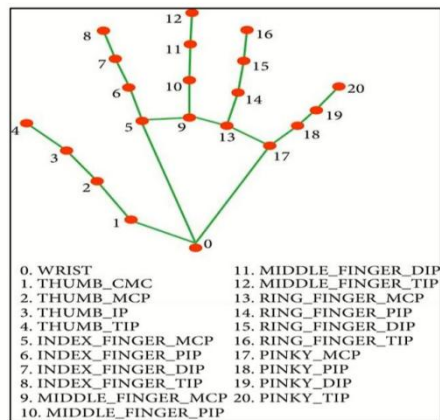 12
8
16
11
7
15
20
6
10
14
19
4
5
9
13
18
3
17
2
1
0
0. WRIST
1. THUMB_CMC
2. THUMB_MCP
3. THUMB_IP
4. THUMB_TIP
5. INDEX_FINGER_MCP
6. INDEX_FINGER_PIP
7. INDEX_FINGER_DIP
8. INDEX_FINGER_TIP
9. MIDDLE_FINGER_MCP
10. MIDDLE_FINGER_PIP
11. MIDDLE_FINGER_DIP
12. MIDDLE_FINGER_TIP
13. RING_FINGER_MCP
14. RING_FINGER_PIP
15. RING_FINGER_DIP
16. RING_FINGER_TIP
17. PINKY_MCP
18. PINKY_PIP
19. PINKY_DIP
20. PINKY_TIP